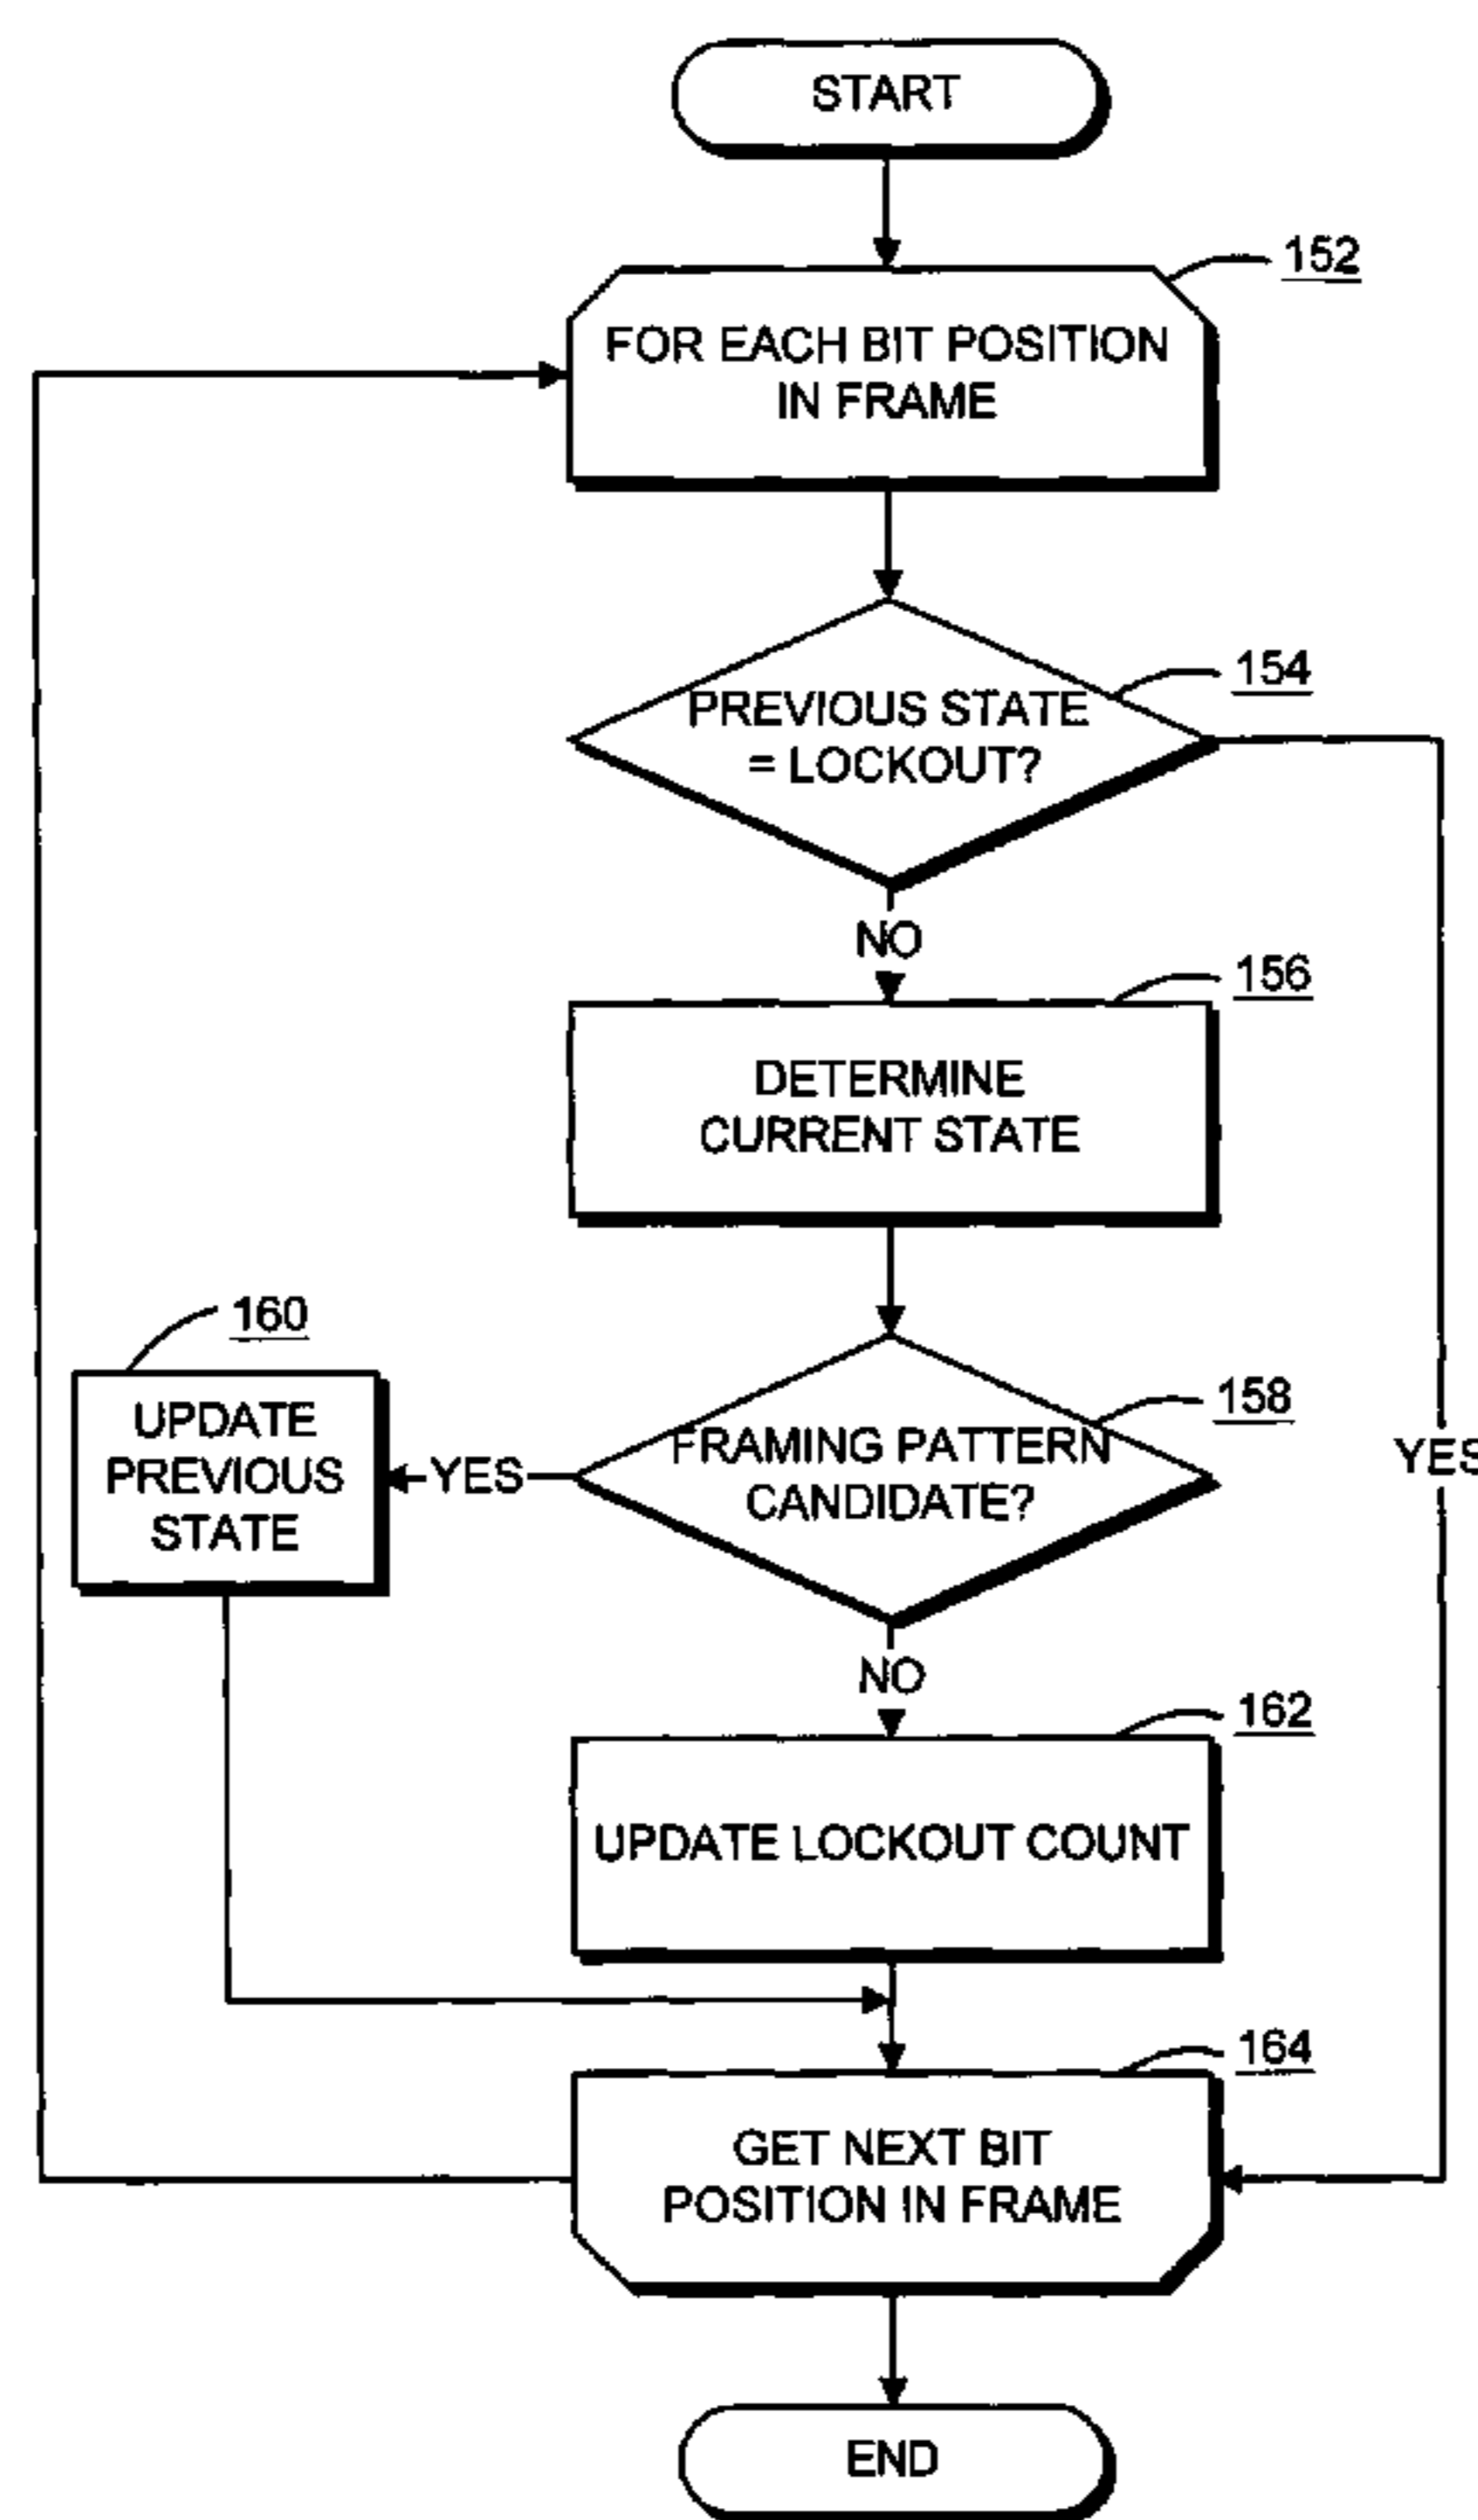 START
152
FOR EACH BIT POSITION
IN FRAME
154
PREVIOUS STATE
= LOCKOUT?
NO
156
DETERMINE
CURRENT STATE
160
UPDATE
PREVIOUS
STATE
YES
158
FRAMING PATTERN
CANDIDATE?
YES
NO
162
UPDATE LOCKOUT COUNT
164
GET NEXT BIT
POSITION IN FRAME
END